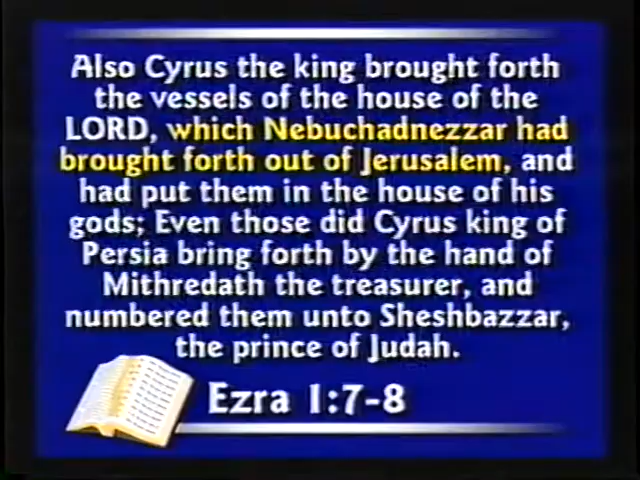 Also Cyrus the king brought forth
the vessels of the house of the
LORD, which Nebuchadnezzar had
brought forth out of Jerusalem, and
had put them in the house of his
gods; Even those did Cyrus king of
Persia bring forth by the hand of
Mithredath the treasurer, and
numbered them unto Sheshbazzar,
the prince of Judah.
Ezra 1:7-8